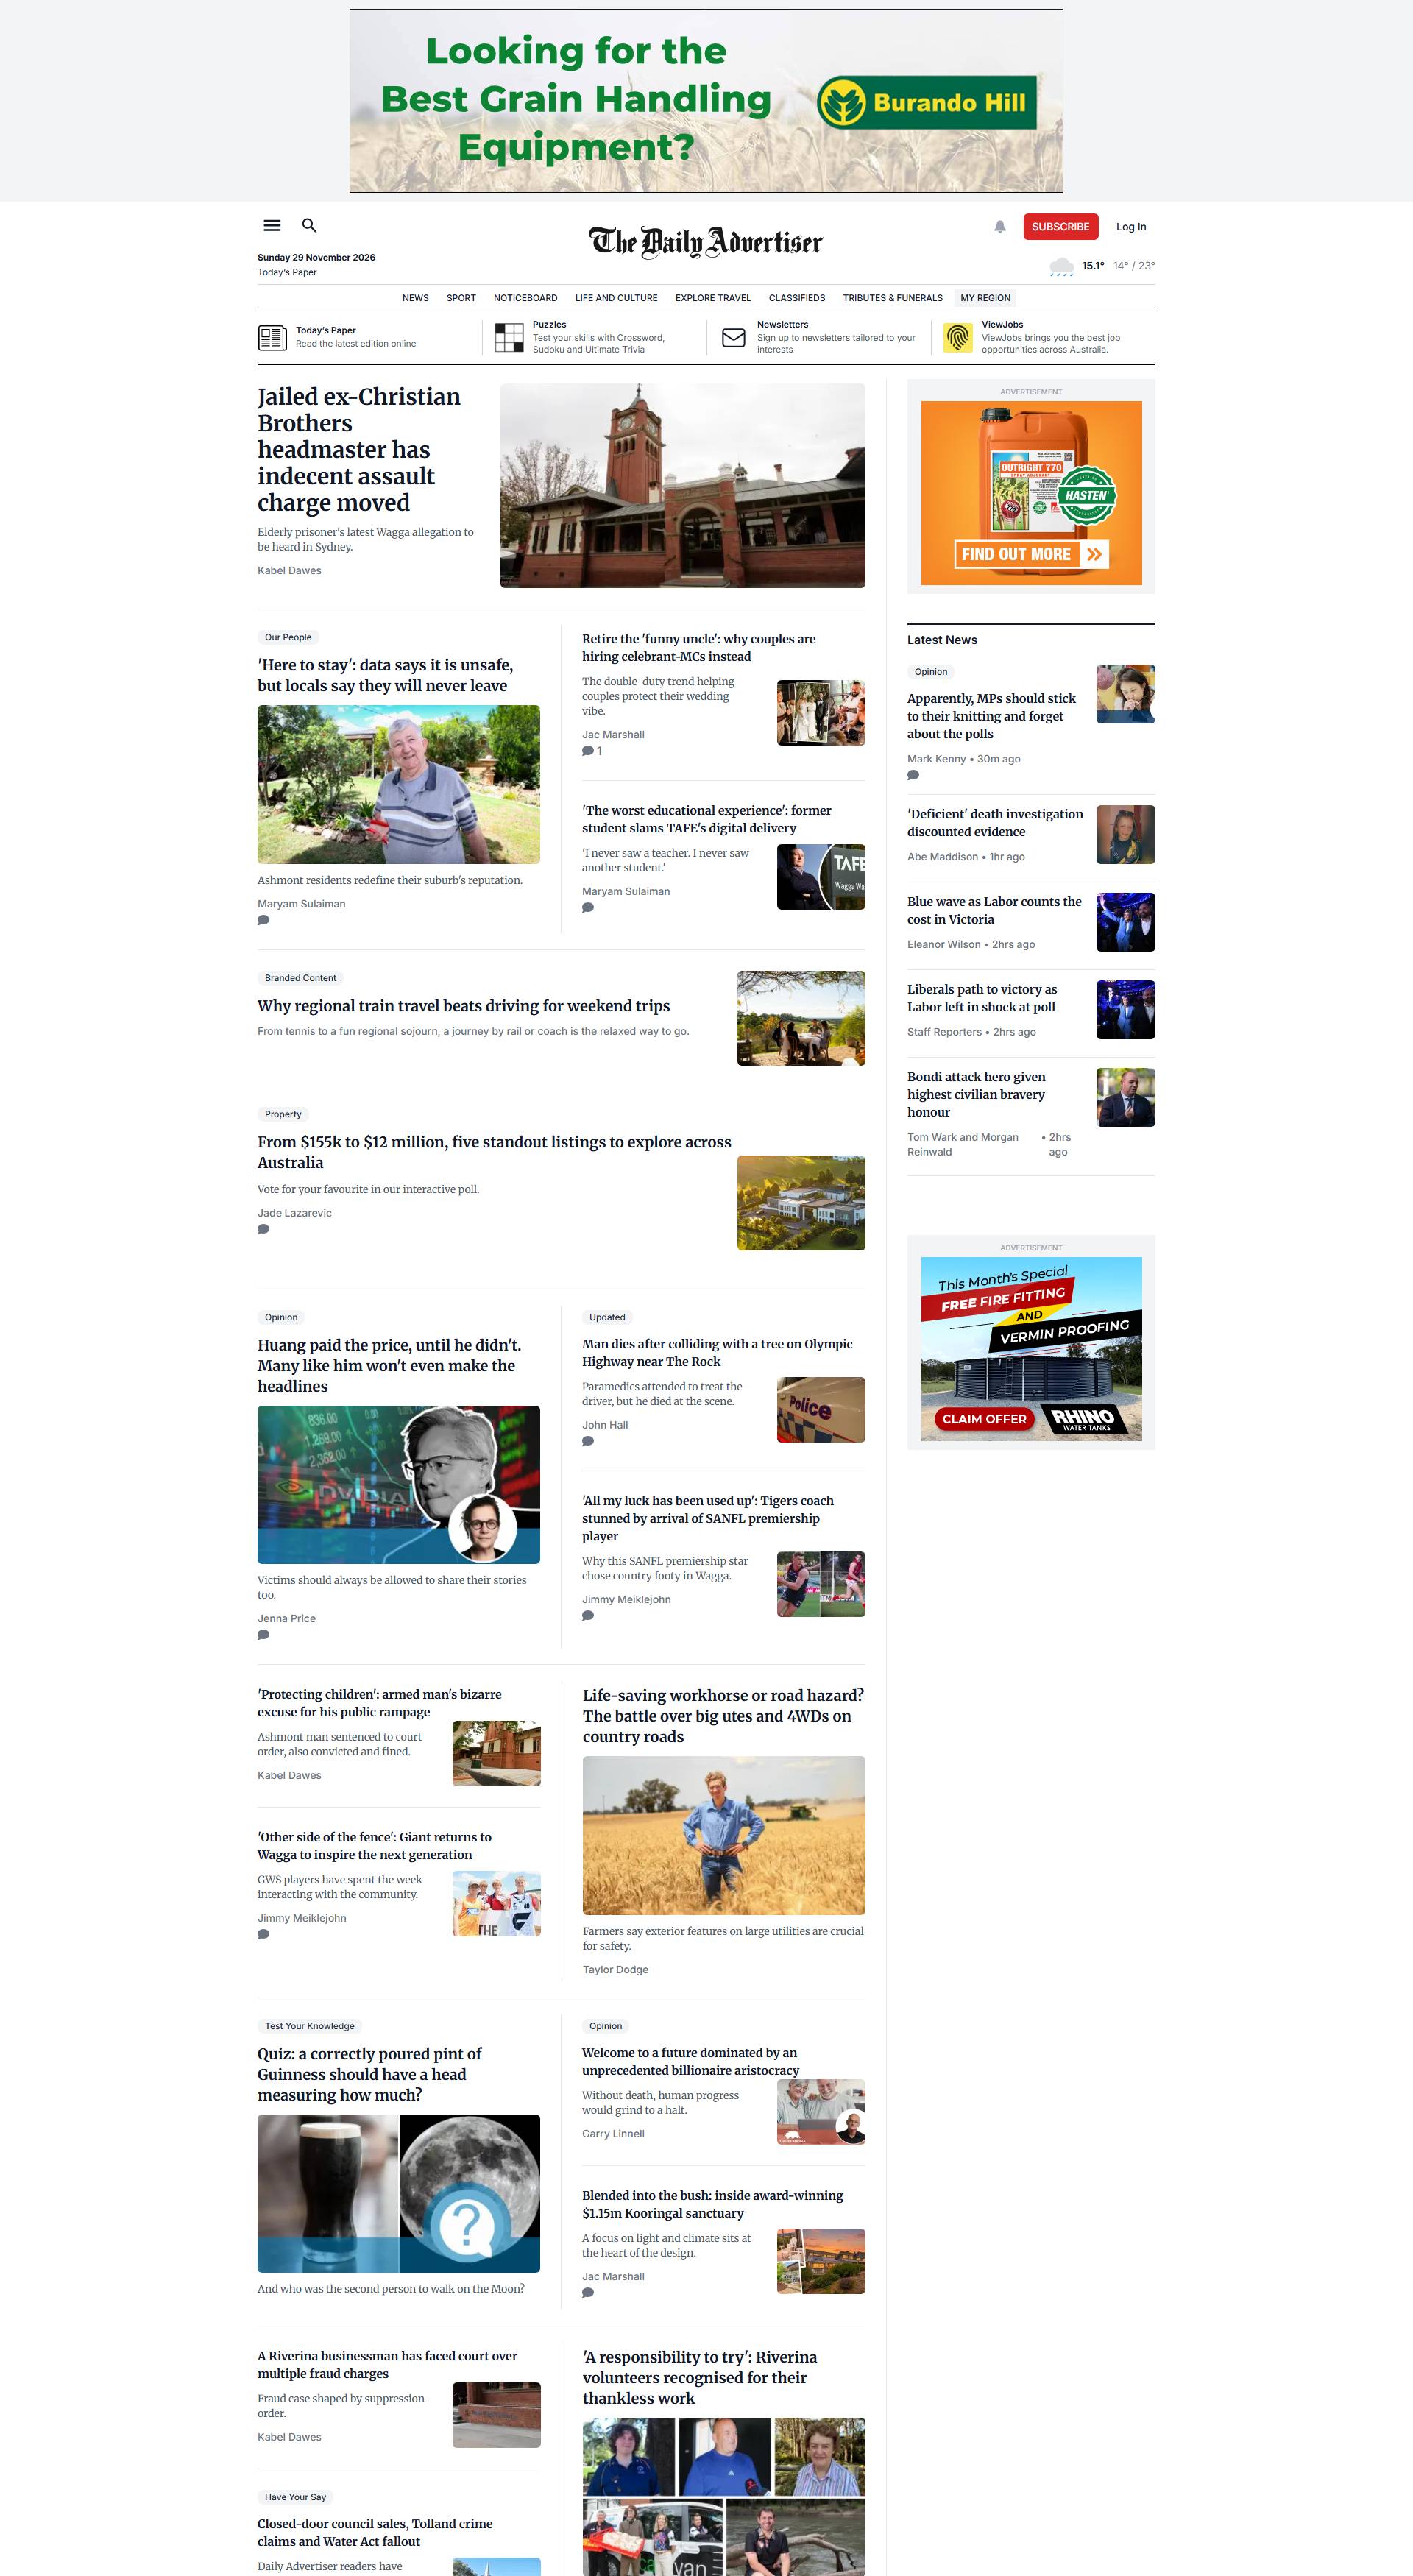 Looking for the
Best Grain Handling
Equipment?
Burando Hill
SUBSCRIBE
Log In
The Daily Advertiser
Sunday 29 November 2026
Today's Paper
15.1° 14° / 23°
NEWS SPORT NOTICEBOARD LIFE AND CULTURE EXPLORE TRAVEL CLASSIFIEDS TRIBUTES & FUNERALS MY REGION
Today's Paper
Read the latest edition online
Puzzles
Test your skills with Crossword,
Sudoku and Ultimate Trivia
Newsletters
Sign up to newsletters tailored to your
interests
ViewJobs
ViewJobs brings you the best job
opportunities across Australia.
Jailed ex-Christian
Brothers
headmaster has
indecent assault
charge moved
Elderly prisoner's latest Wagga allegation to
be heard in Sydney.
Kabel Dawes
Our People
'Here to stay': data says it is unsafe,
but locals say they will never leave
Ashmont residents redefine their suburb's reputation.
Maryam Sulaiman
Retire the 'funny uncle': why couples are
hiring celebrant-MCs instead
The double-duty trend helping
couples protect their wedding
vibe.
Jac Marshall
1
'The worst educational experience': former
student slams TAFE's digital delivery
'I never saw a teacher. I never saw
another student.'
Maryam Sulaiman
TAFE
Wagga Wa
Branded Content
Why regional train travel beats driving for weekend trips
From tennis to a fun regional sojourn, a journey by rail or coach is the relaxed way to go.
Property
From $155k to $12 million, five standout listings to explore across
Australia
Vote for your favourite in our interactive poll.
Jade Lazarevic
Opinion
Huang paid the price, until he didn't.
Many like him won't even make the
headlines
836.00
1,269.00
2,362.00
NVIDIA
Victims should always be allowed to share their stories
too.
Jenna Price
Updated
Man dies after colliding with a tree on Olympic
Highway near The Rock
Paramedics attended to treat the
driver, but he died at the scene.
John Hall
Police
'All my luck has been used up': Tigers coach
stunned by arrival of SANFL premiership
player
Why this SANFL premiership star
chose country footy in Wagga.
Jimmy Meiklejohn
'Protecting children': armed man's bizarre
excuse for his public rampage
Ashmont man sentenced to court
order, also convicted and fined.
Kabel Dawes
'Other side of the fence': Giant returns to
Wagga to inspire the next generation
GWS players have spent the week
interacting with the community.
Jimmy Meiklejohn
THE
Life-saving workhorse or road hazard?
The battle over big utes and 4WDs on
country roads
Farmers say exterior features on large utilities are crucial
for safety.
Taylor Dodge
Test Your Knowledge
Quiz: a correctly poured pint of
Guinness should have a head
measuring how much?
?
And who was the second person to walk on the Moon?
Opinion
Welcome to a future dominated by an
unprecedented billionaire aristocracy
Without death, human progress
would grind to a halt.
Garry Linnell
Blended into the bush: inside award-winning
$1.15m Kooringal sanctuary
A focus on light and climate sits at
the heart of the design.
Jac Marshall
A Riverina businessman has faced court over
multiple fraud charges
Fraud case shaped by suppression
order.
Kabel Dawes
Have Your Say
Closed-door council sales, Tolland crime
claims and Water Act fallout
Daily Advertiser readers have
'A responsibility to try': Riverina
volunteers recognised for their
thankless work
van
ADVERTISEMENT
OUTRIGHT 770
HASTEN
FIND OUT MORE
Latest News
Opinion
Apparently, MPs should stick
to their knitting and forget
about the polls
Mark Kenny • 30m ago
'Deficient' death investigation
discounted evidence
Abe Maddison • 1hr ago
Blue wave as Labor counts the
cost in Victoria
Eleanor Wilson • 2hrs ago
Liberals path to victory as
Labor left in shock at poll
Staff Reporters • 2hrs ago
Bondi attack hero given
highest civilian bravery
honour
Tom Wark and Morgan
Reinwald
• 2hrs
ago
ADVERTISEMENT
This Month's Special
FREE FIRE FITTING
AND
VERMIN PROOFING
CLAIM OFFER
RHINO
WATER TANKS